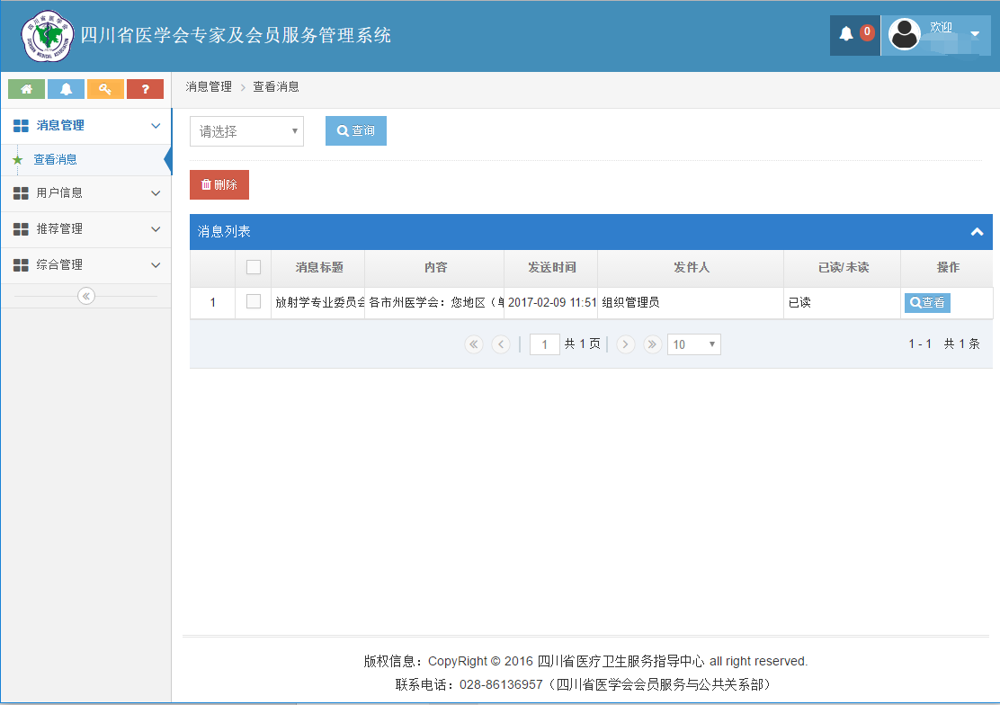 四川省医学会专家及会员服务管理系统
0
欢迎
?
消息管理 > 查看消息
消息管理
查看消息
用户信息
推荐管理
综合管理
请选择
查询
删除
消息列表
消息标题 内容 发送时间 发件人 已读/未读 操作
1 放射学专业委员会 各市州医学会：您地区（单 2017-02-09 11:51 组织管理员 已读 查看
1 共 1 页 10 1 - 1 共 1 条
版权信息：CopyRight © 2016 四川省医疗卫生服务指导中心 all right reserved.
联系电话：028-86136957（四川省医学会会员服务与公共关系部）